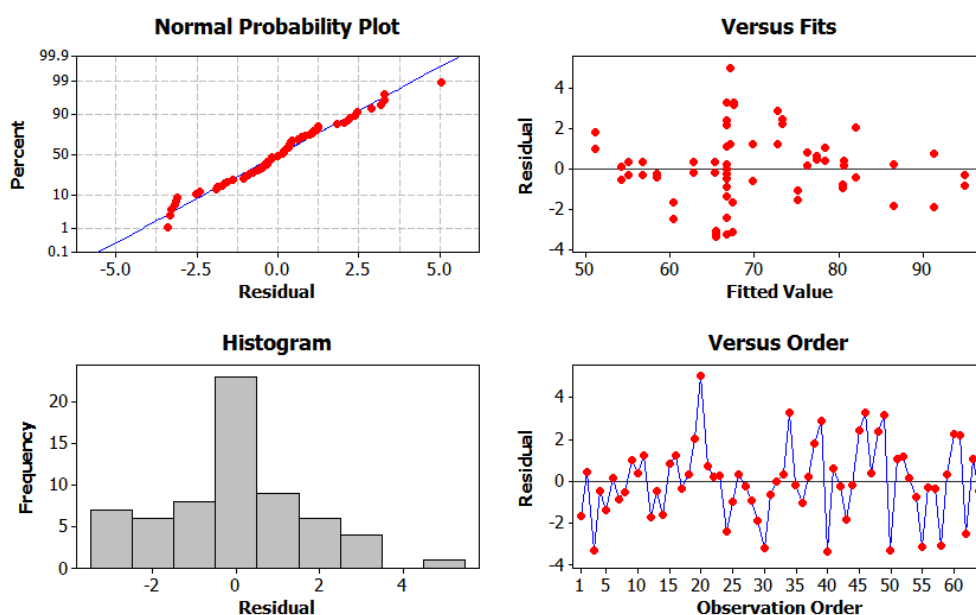 Normal Probability Plot
99.9
99
90
50
10
1
0.1
Percent
-5.0 -2.5 0.0 2.5 5.0
Residual
Versus Fits
4
2
0
-2
-4
Residual
50 60 70 80 90
Fitted Value
Histogram
20
15
10
5
0
Frequency
-2 0 2 4
Residual
Versus Order
4
2
0
-2
-4
Residual
1 5 10 15 20 25 30 35 40 45 50 55 60
Observation Order